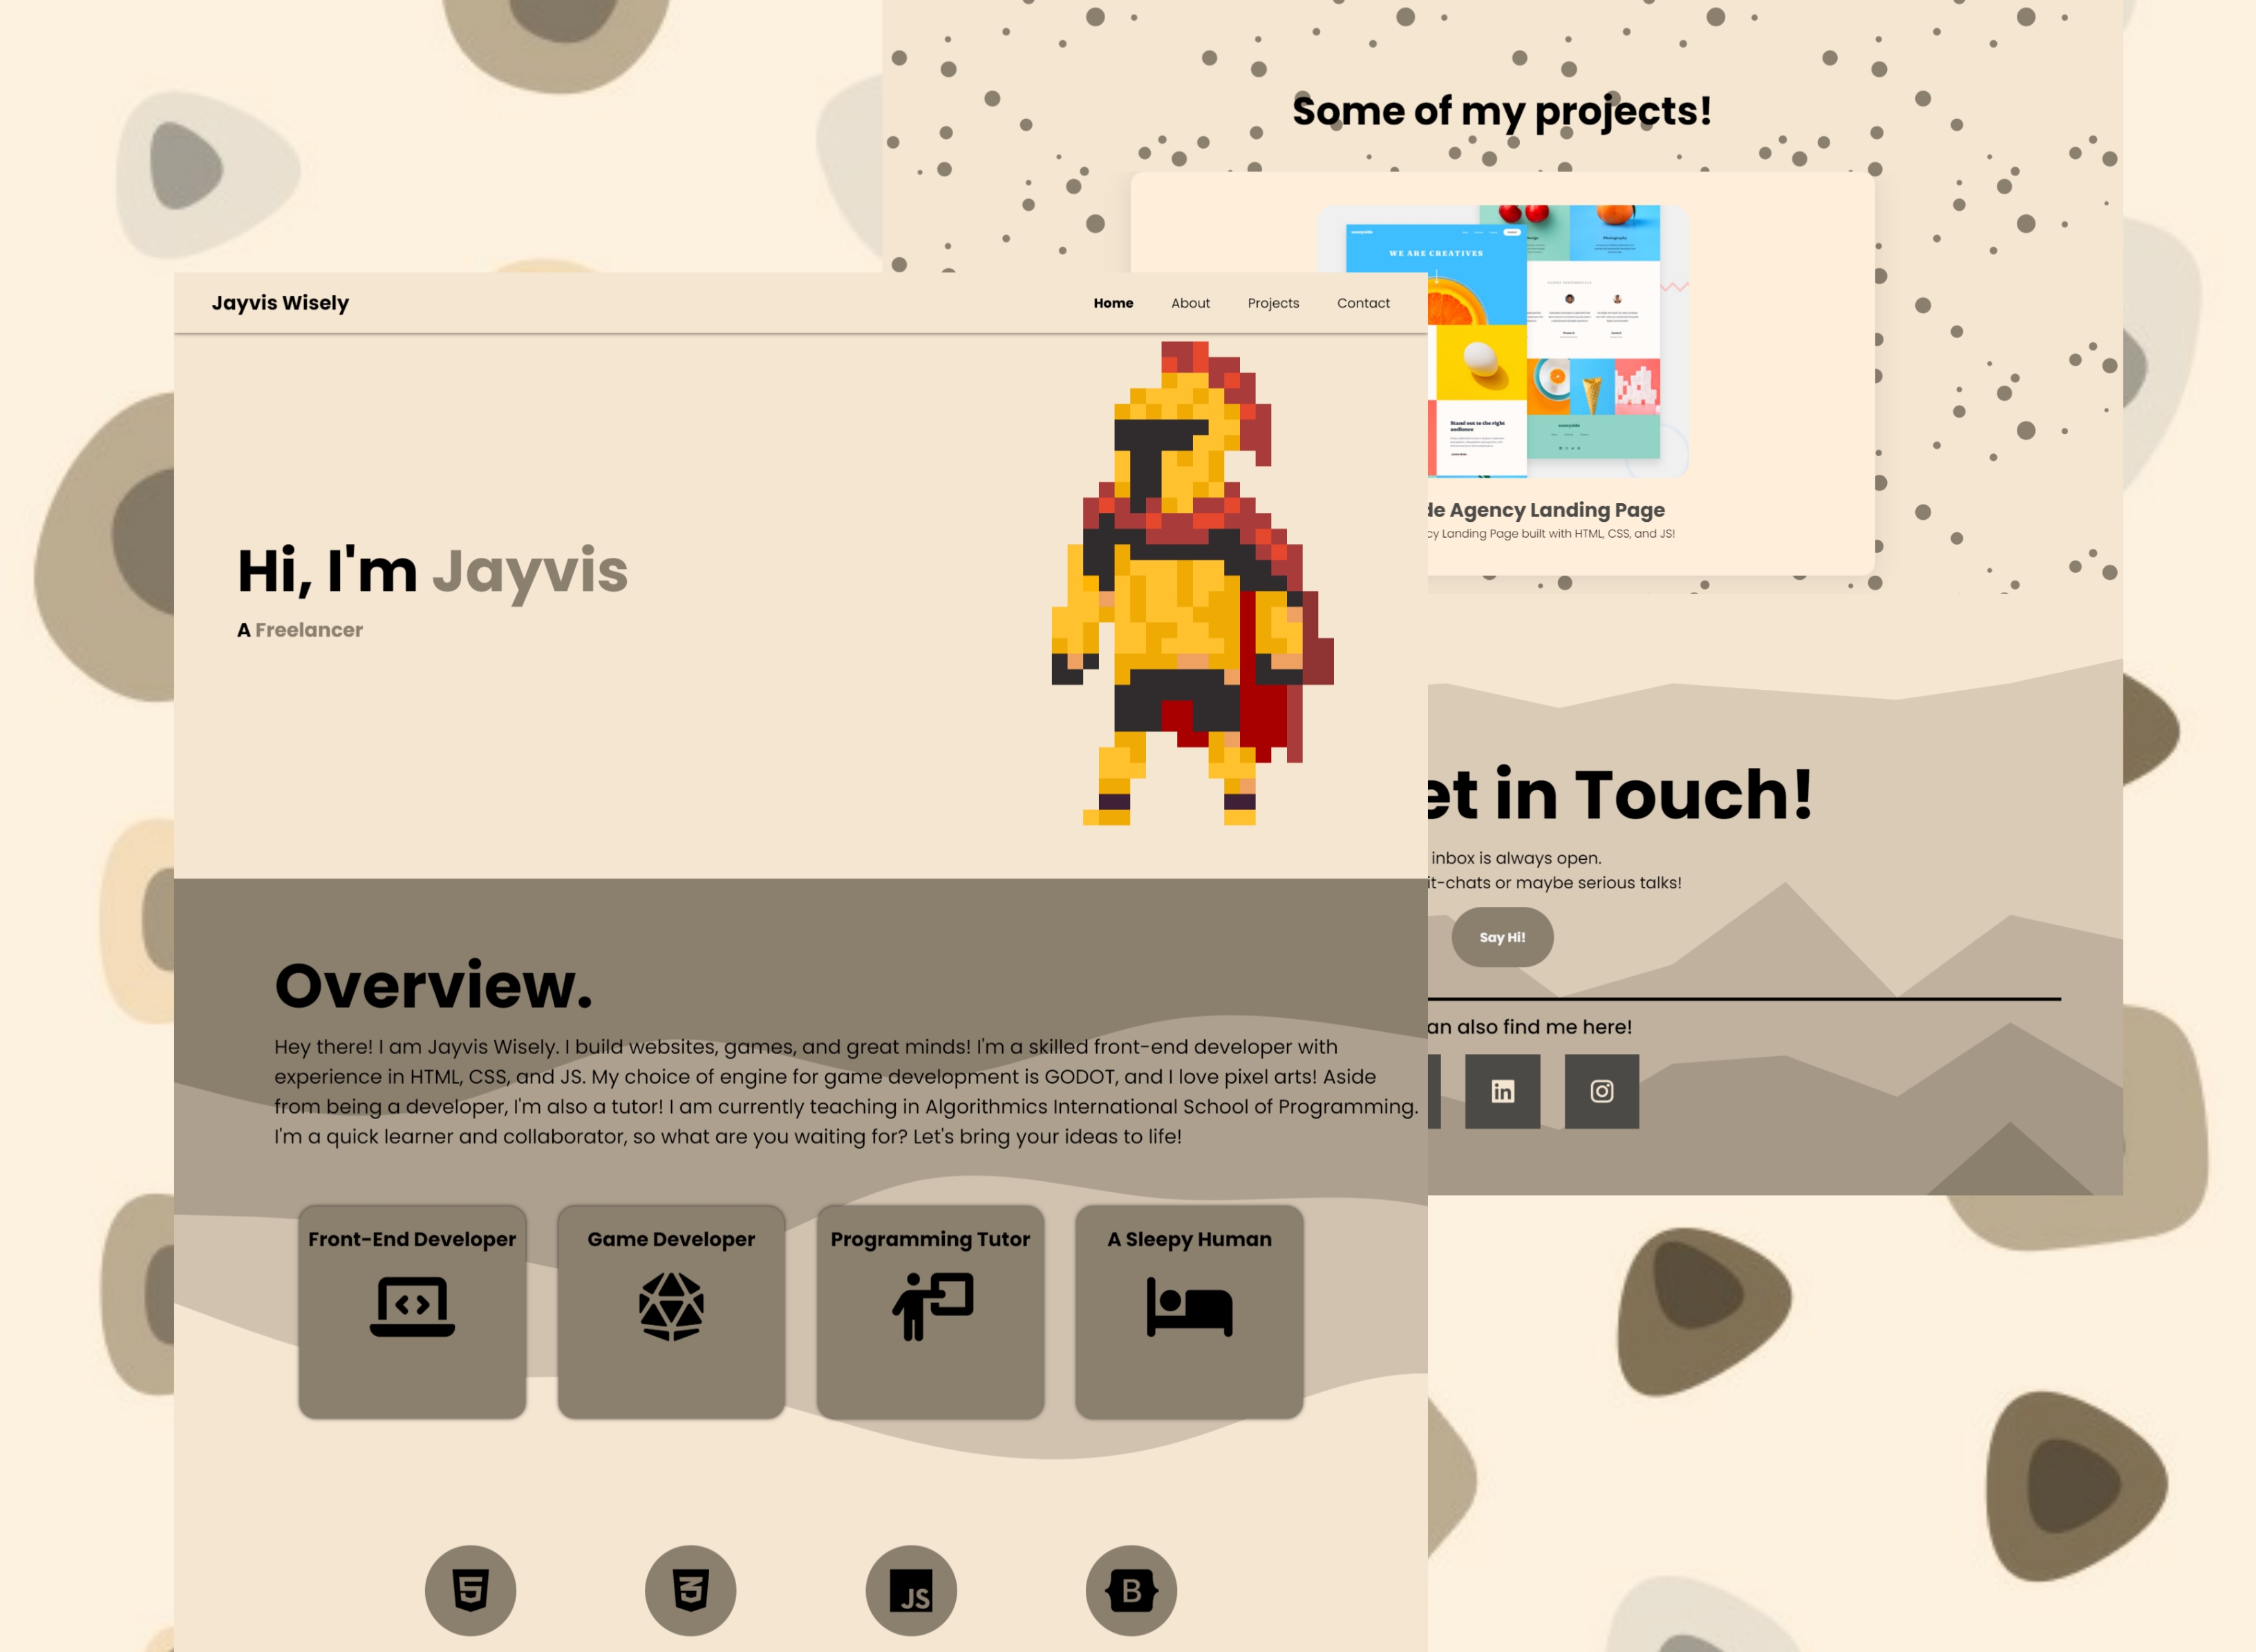 Some of my projects!
WE ARE CREATIVES
Stand out to the right
audience
de Agency Landing Page
cy Landing Page built with HTML, CSS, and JS!
Jayvis Wisely
Home About Projects Contact
Hi, I'm Jayvis
A Freelancer
et in Touch!
inbox is always open.
it-chats or maybe serious talks!
Say Hi!
an also find me here!
in
Overview.
Hey there! I am Jayvis Wisely. I build websites, games, and great minds! I'm a skilled front-end developer with
experience in HTML, CSS, and JS. My choice of engine for game development is GODOT, and I love pixel arts! Aside
from being a developer, I'm also a tutor! I am currently teaching in Algorithmics International School of Programming.
I'm a quick learner and collaborator, so what are you waiting for? Let's bring your ideas to life!
Front-End Developer
Game Developer
Programming Tutor
A Sleepy Human
5
3
JS
B